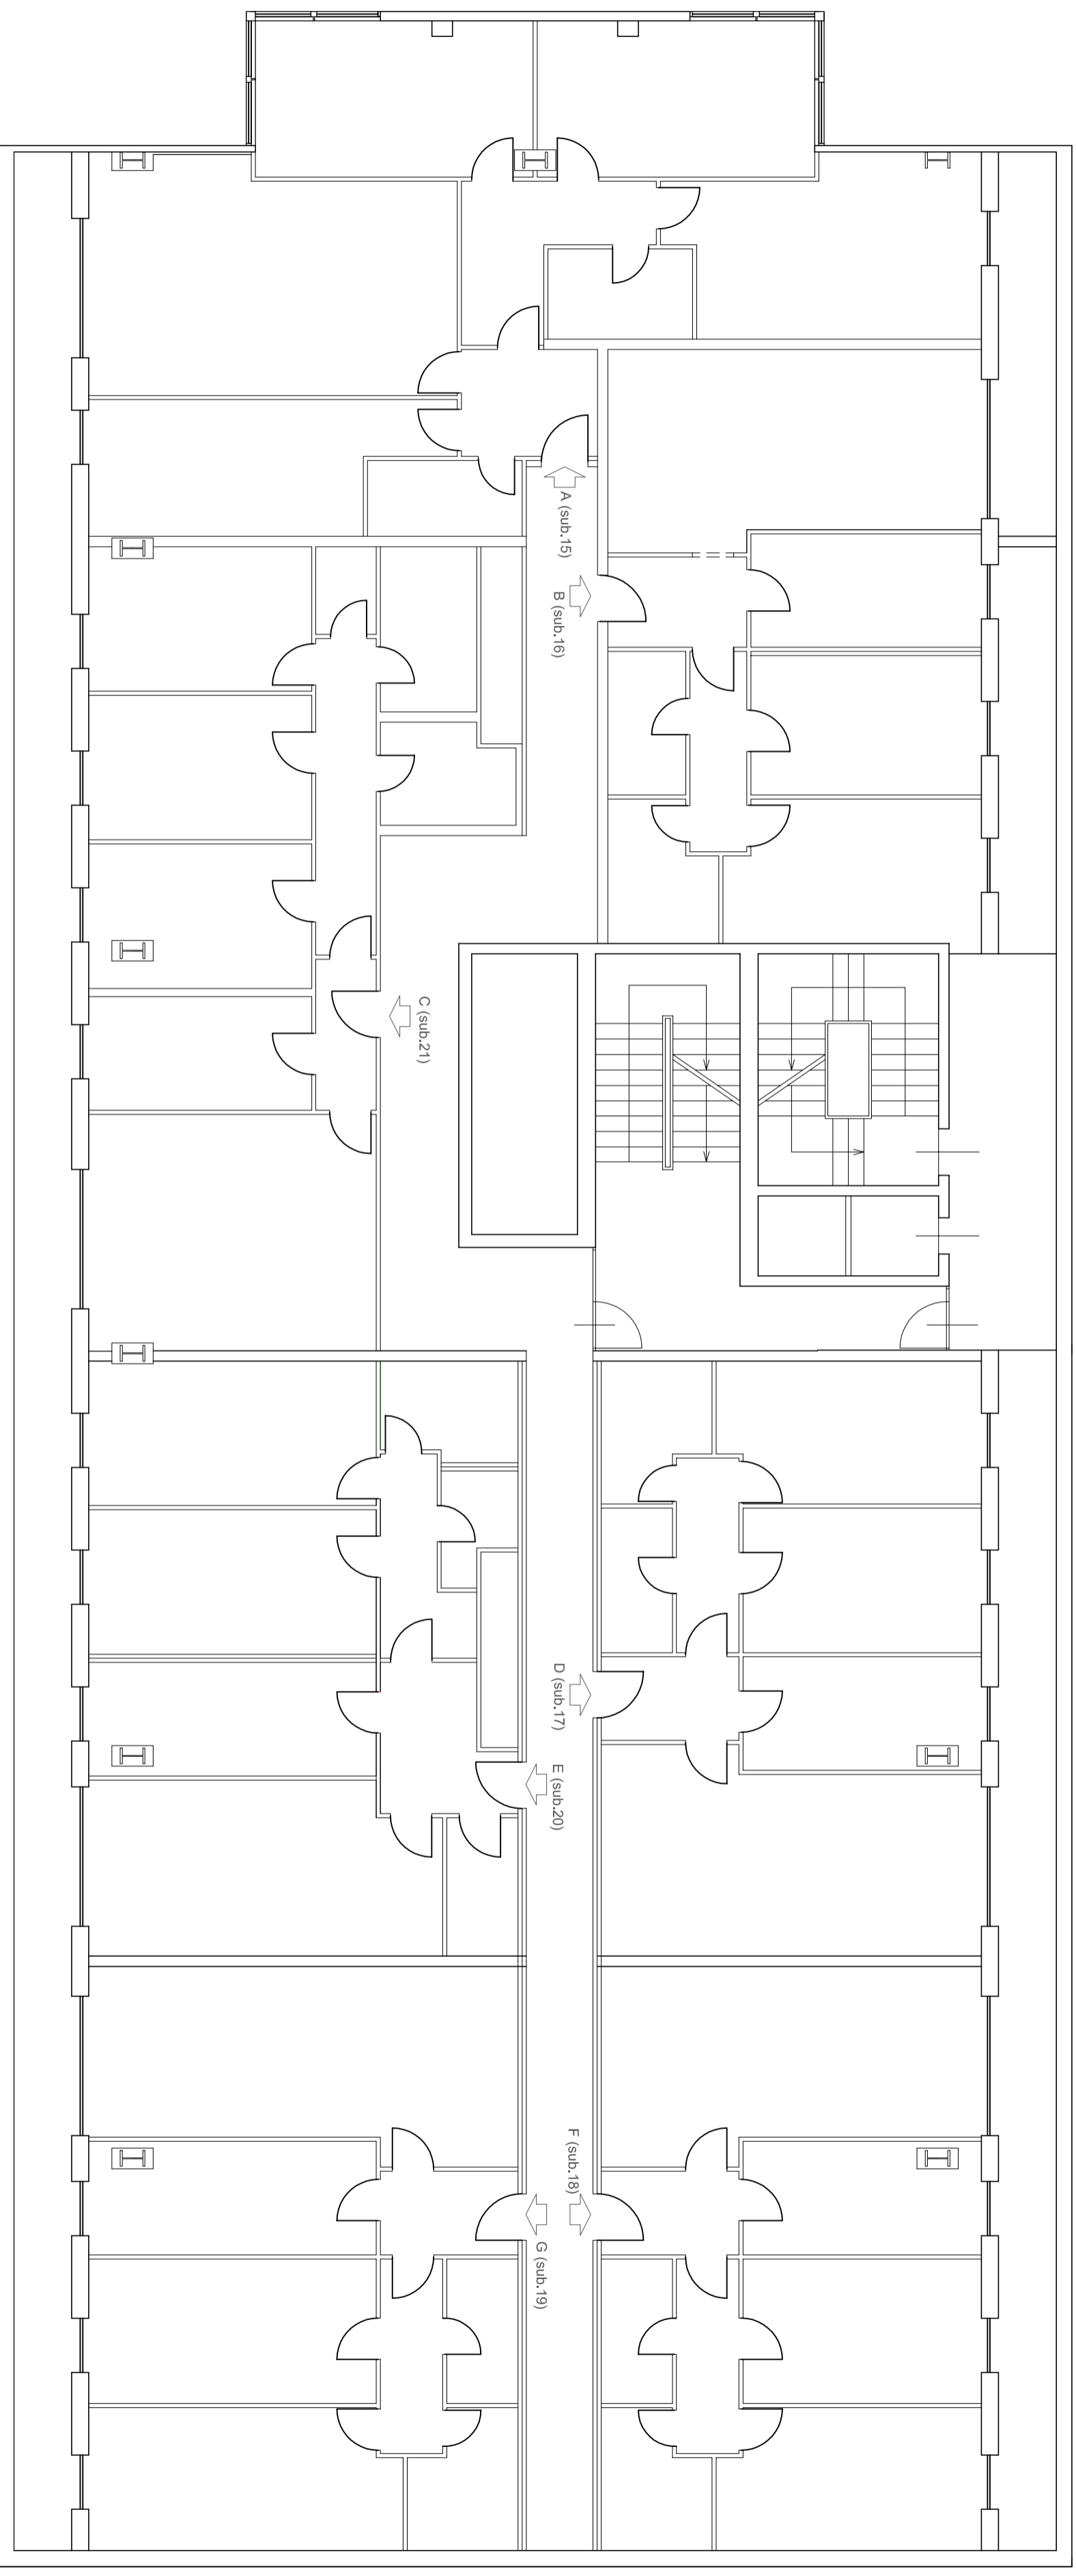 A (sub.15)
B (sub.16)
C (sub.21)
D (sub.17)
E (sub.20)
F (sub.18)
G (sub.19)